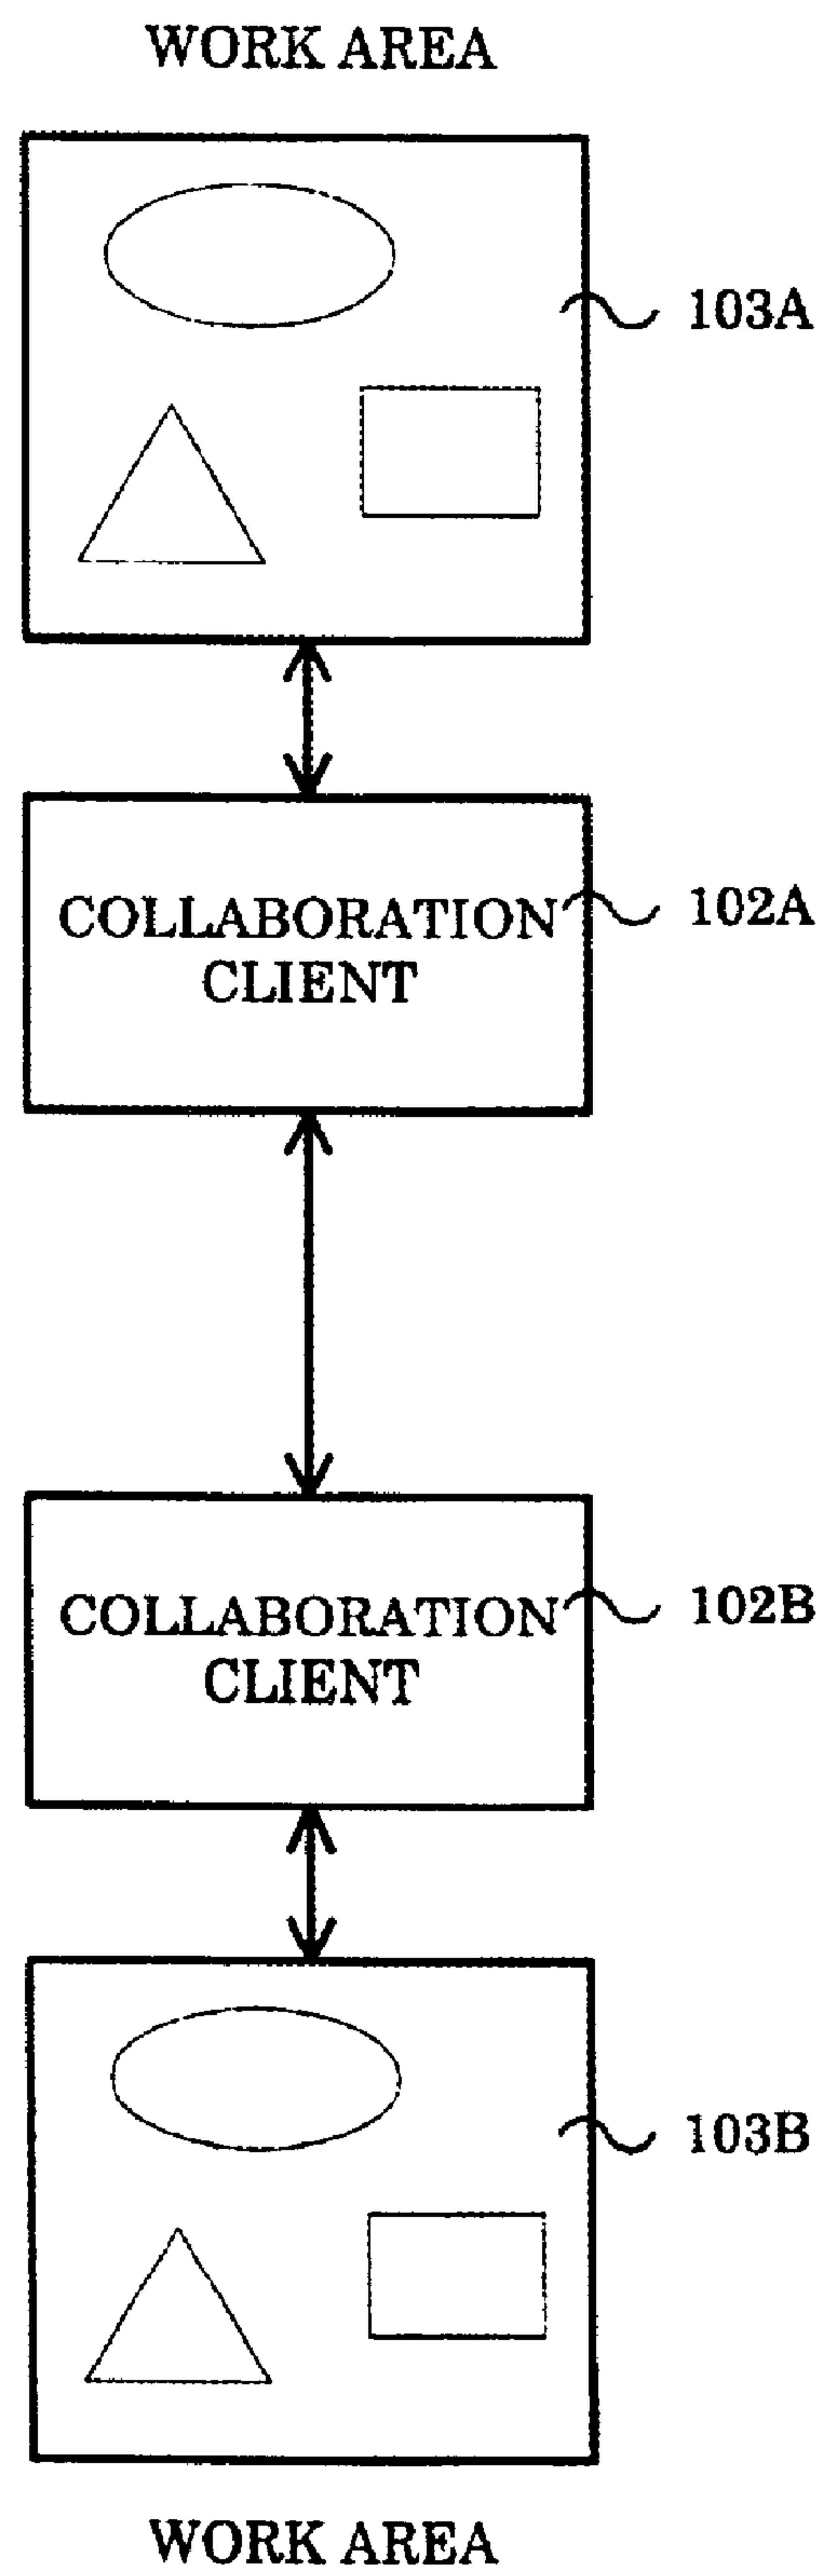 WORK AREA
103A
COLLABORATION
CLIENT
102A
COLLABORATION
CLIENT
102B
103B
WORK AREA